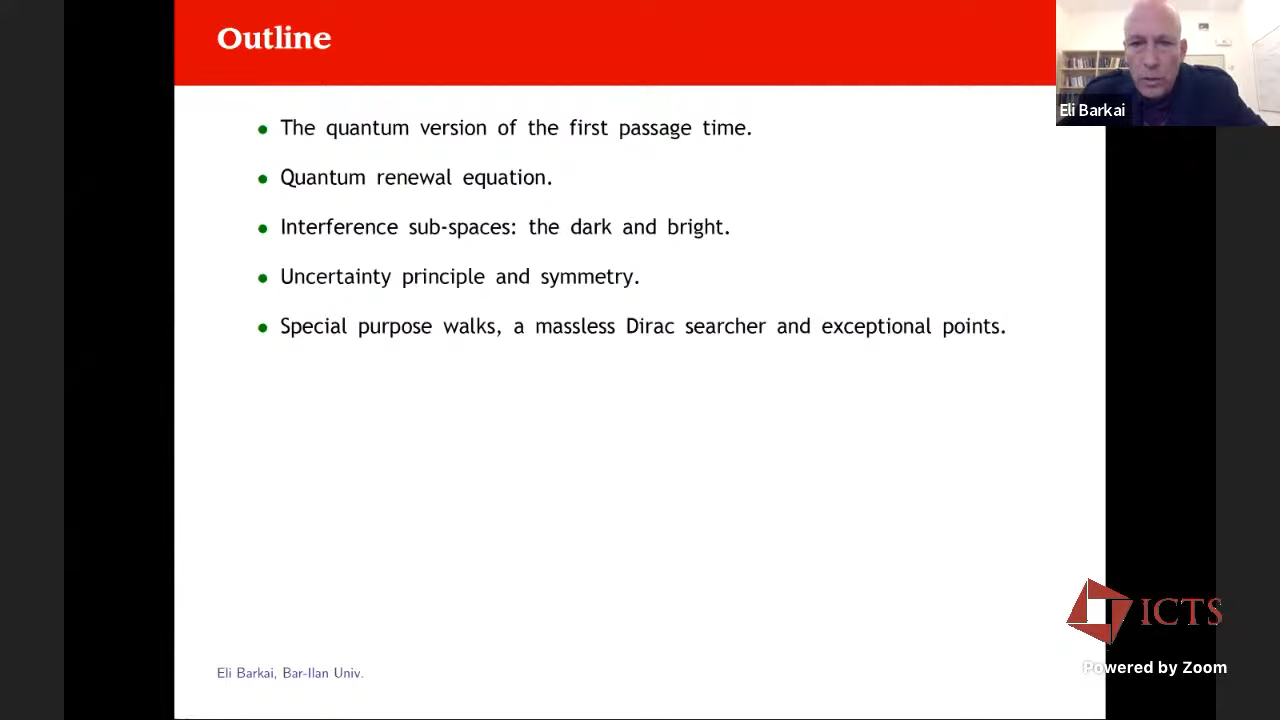 Outline
Eli Barkai
• The quantum version of the first passage time.
• Quantum renewal equation.
• Interference sub-spaces: the dark and bright.
• Uncertainty principle and symmetry.
• Special purpose walks, a massless Dirac searcher and exceptional points.
ICTS
Powered by Zoom
Eli Barkai, Bar-Ilan Univ.